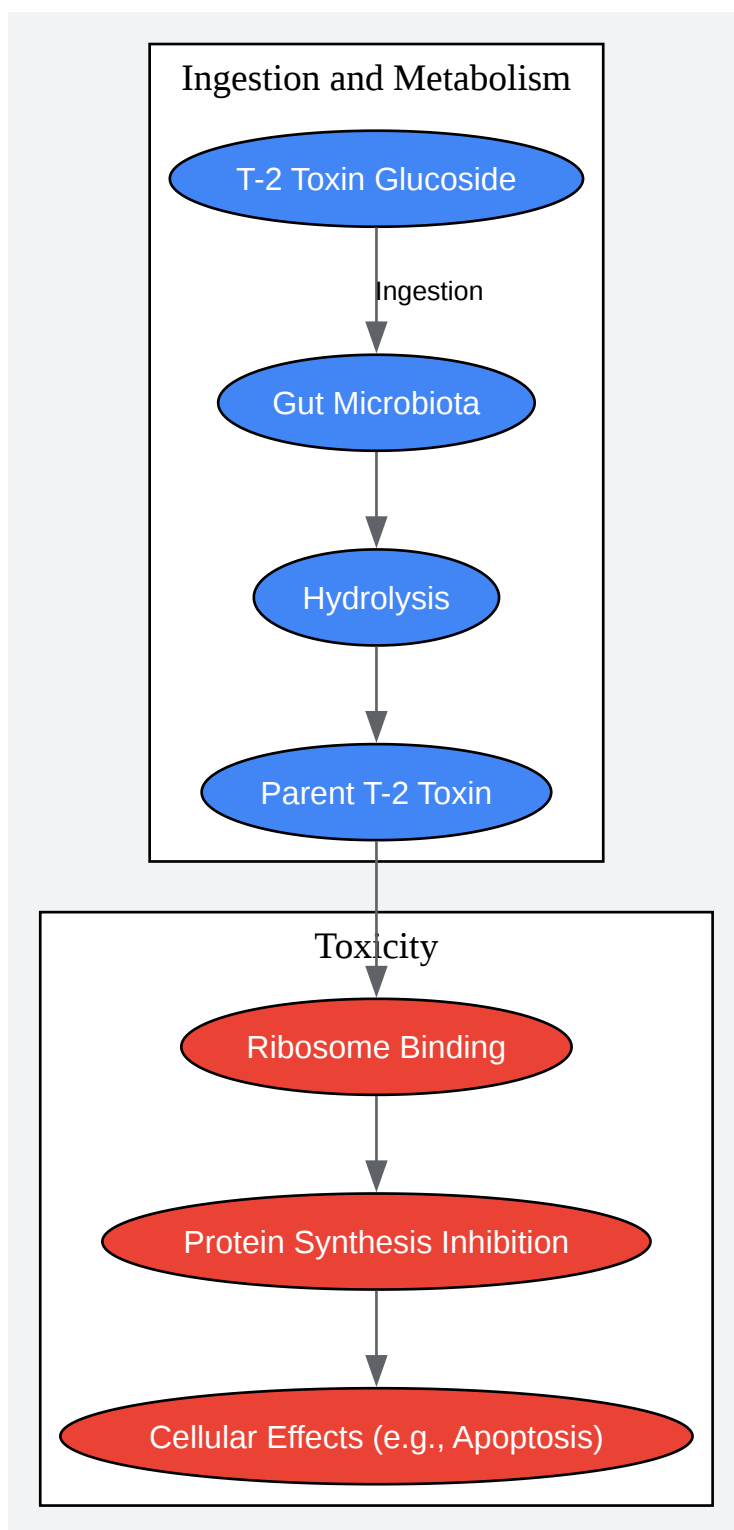 Ingestion and Metabolism
T-2 Toxin Glucoside
Ingestion
Gut Microbiota
Hydrolysis
Parent T-2 Toxin
Toxicity
Ribosome Binding
Protein Synthesis Inhibition
Cellular Effects (e.g., Apoptosis)